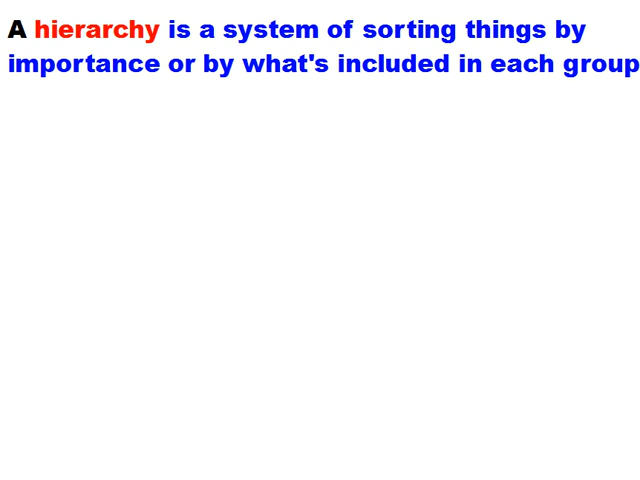 A hierarchy is a system of sorting things by
importance or by what's included in each group